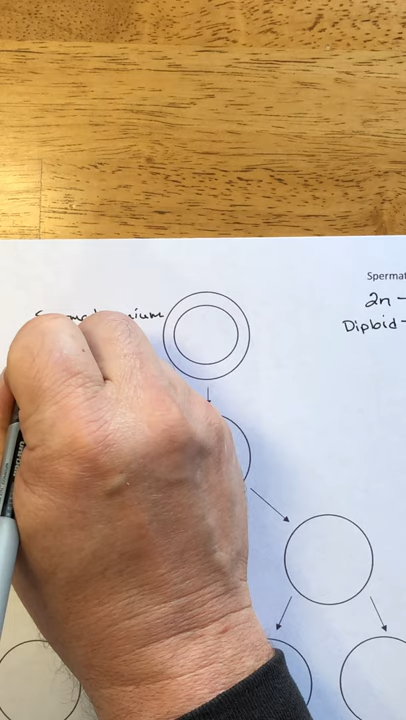 Spermat
2n -
Diploid -